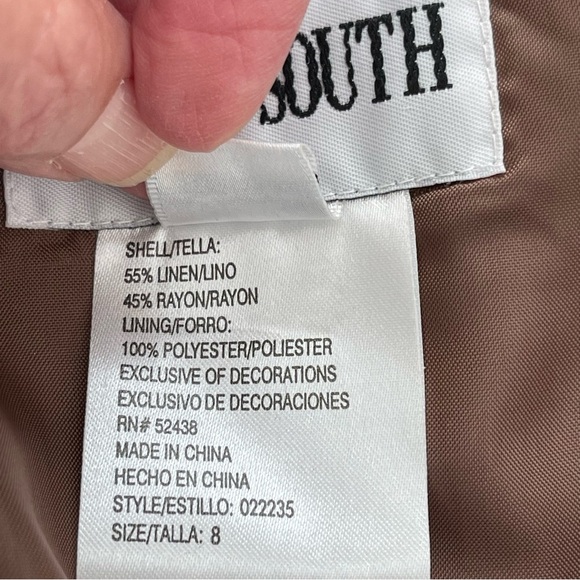 SOUTH
SHELL/TELLA:
55% LINEN/LINO
45% RAYON/RAYON
LINING/FORRO:
100% POLYESTER/POLIESTER
EXCLUSIVE OF DECORATIONS
EXCLUSIVO DE DECORACIONES
RN# 52438
MADE IN CHINA
HECHO EN CHINA
STYLE/ESTILLO: 022235
SIZE/TALLA: 8